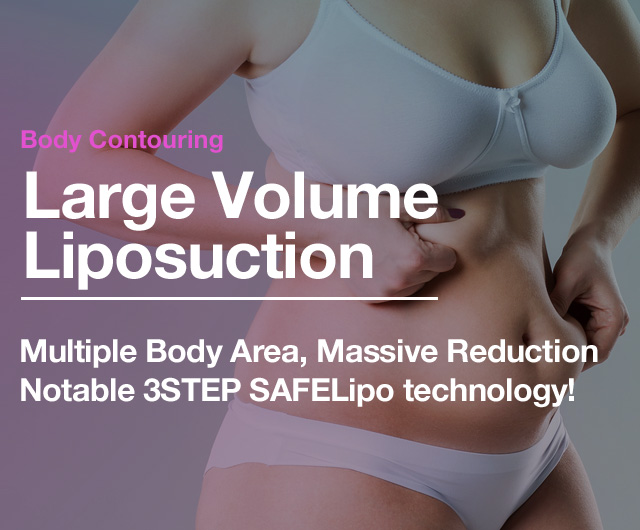 Body Contouring
Large Volume
Liposuction
Multiple Body Area, Massive Reduction
Notable 3STEP SAFELipo technology!